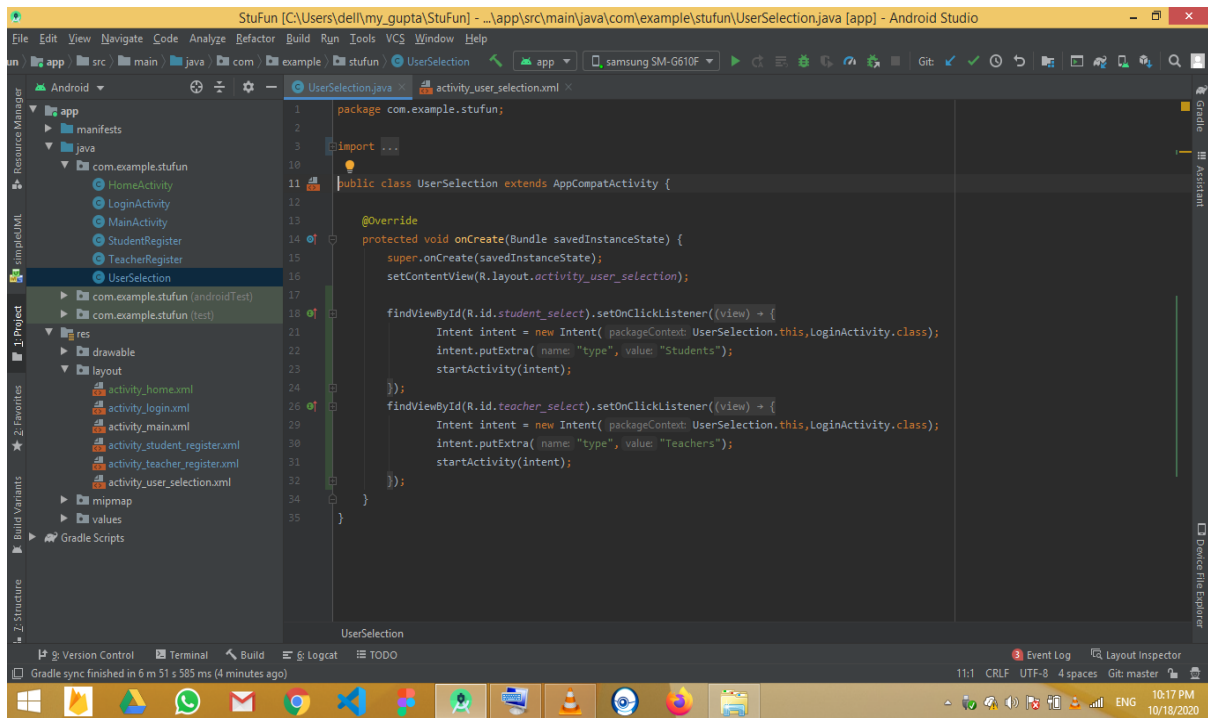 StuFun [C:\Users\dell\my_gupta\StuFun] - ...\app\src\main\java\com\example\stufun\UserSelection.java [app] - Android Studio
File Edit View Navigate Code Analyze Refactor Build Run Tools VCS Window Help
un app src main java com example stufun UserSelection app samsung SM-G610F Git:
Android
UserSelection.java activity_user_selection.xml
app
manifests
java
com.example.stufun
HomeActivity
LoginActivity
MainActivity
StudentRegister
TeacherRegister
UserSelection
com.example.stufun (androidTest)
com.example.stufun (test)
res
drawable
layout
activity_home.xml
activity_login.xml
activity_main.xml
activity_student_register.xml
activity_teacher_register.xml
activity_user_selection.xml
mipmap
values
Gradle Scripts
Resource Manager
simpleUML
1: Project
2: Favorites
Build Variants
7: Structure
1 package com.example.stufun;
2
3 import ...
10
11 public class UserSelection extends AppCompatActivity {
12
13 @Override
14 protected void onCreate(Bundle savedInstanceState) {
15 super.onCreate(savedInstanceState);
16 setContentView(R.layout.activity_user_selection);
17
18 findViewById(R.id.student_select).setOnClickListener((view) → {
21 Intent intent = new Intent( packageContext: UserSelection.this,LoginActivity.class);
22 intent.putExtra( name: "type", value: "Students");
23 startActivity(intent);
24 });
26 findViewById(R.id.teacher_select).setOnClickListener((view) → {
29 Intent intent = new Intent( packageContext: UserSelection.this,LoginActivity.class);
30 intent.putExtra( name: "type", value: "Teachers");
31 startActivity(intent);
32 });
34 }
35 }
UserSelection
Gradle
Assistant
Device File Explorer
9: Version Control Terminal Build 6: Logcat TODO 3 Event Log Layout Inspector
Gradle sync finished in 6 m 51 s 585 ms (4 minutes ago) 11:1 CRLF UTF-8 4 spaces Git: master
ENG 10:17 PM
10/18/2020